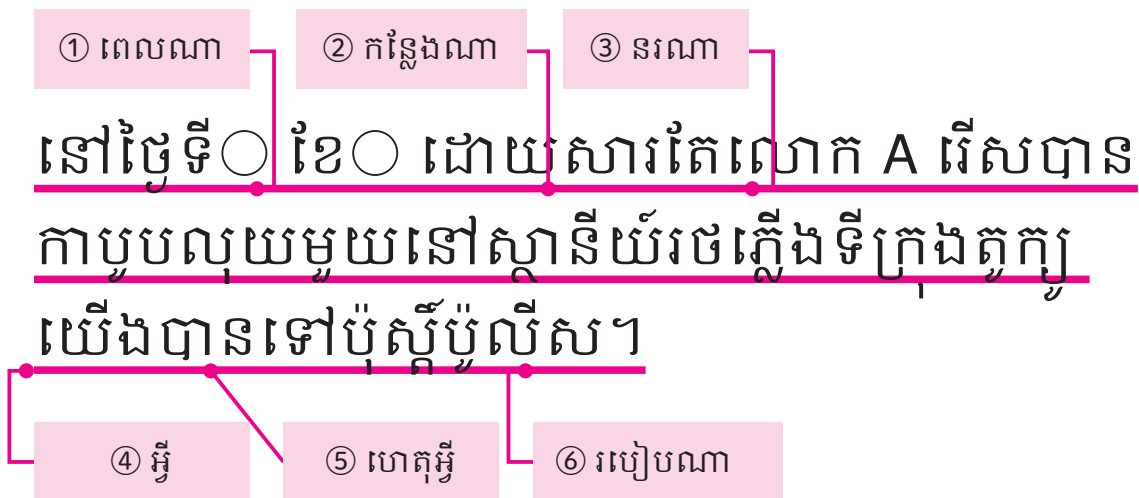 ① ពេលណា
② កន្លែងណា
③ នរណា
នៅថ្ងៃទី○ ខែ○ ដោយសារតែលោក A រើសបាន
កាបូបលុយមួយនៅស្ថានីយ៍រថភ្លើងទីក្រុងតូក្យូ
យើងបានទៅប៉ុស្តិ៍ប៉ូលីស។
④ អ្វី
⑤ ហេតុអ្វី
⑥ របៀបណា